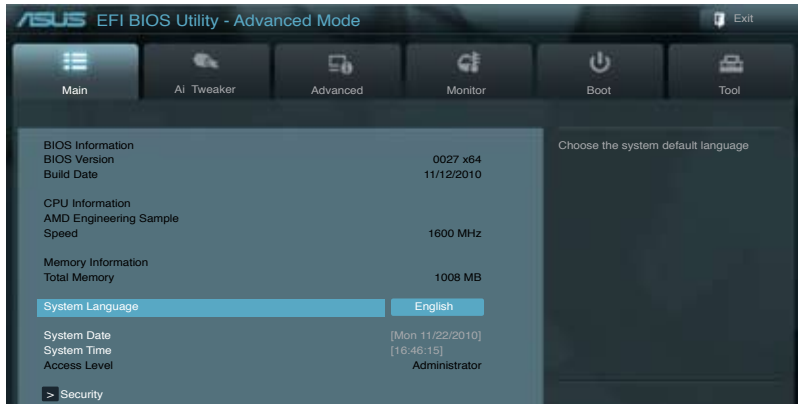 ASUS EFI BIOS Utility - Advanced Mode Exit
Main Ai Tweaker Advanced Monitor Boot Tool
BIOS Information
BIOS Version 0027 x64
Build Date 11/12/2010
CPU Information
AMD Engineering Sample
Speed 1600 MHz
Memory Information
Total Memory 1008 MB
System Language English
System Date [Mon 11/22/2010]
System Time [16:46:15]
Access Level Administrator
> Security
Choose the system default language